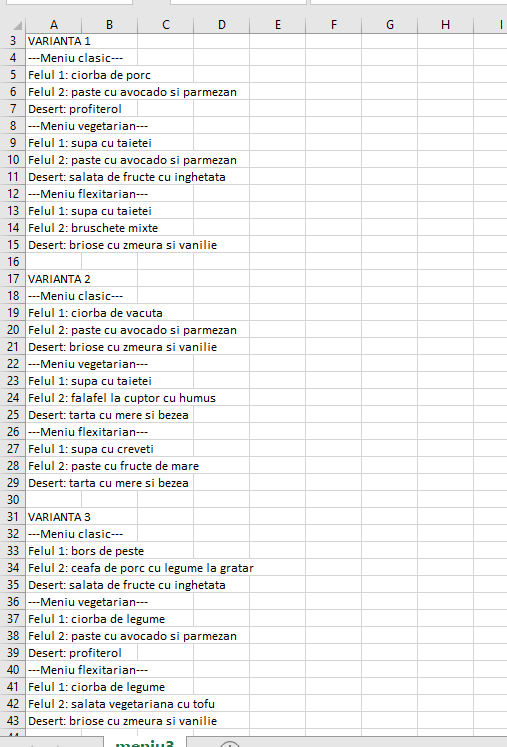 A B C D E F G H I
3 VARIANTA 1
4 ---Meniu clasic---
5 Felul 1: ciorba de porc
6 Felul 2: paste cu avocado si parmezan
7 Desert: profiterol
8 ---Meniu vegetarian---
9 Felul 1: supa cu taietei
10 Felul 2: paste cu avocado si parmezan
11 Desert: salata de fructe cu inghetata
12 ---Meniu flexitarian---
13 Felul 1: supa cu taietei
14 Felul 2: bruschete mixte
15 Desert: briose cu zmeura si vanilie
16
17 VARIANTA 2
18 ---Meniu clasic---
19 Felul 1: ciorba de vacuta
20 Felul 2: paste cu avocado si parmezan
21 Desert: briose cu zmeura si vanilie
22 ---Meniu vegetarian---
23 Felul 1: supa cu taietei
24 Felul 2: falafel la cuptor cu humus
25 Desert: tarta cu mere si bezea
26 ---Meniu flexitarian---
27 Felul 1: supa cu creveti
28 Felul 2: paste cu fructe de mare
29 Desert: tarta cu mere si bezea
30
31 VARIANTA 3
32 ---Meniu clasic---
33 Felul 1: bors de peste
34 Felul 2: ceafa de porc cu legume la gratar
35 Desert: salata de fructe cu inghetata
36 ---Meniu vegetarian---
37 Felul 1: ciorba de legume
38 Felul 2: paste cu avocado si parmezan
39 Desert: profiterol
40 ---Meniu flexitarian---
41 Felul 1: ciorba de legume
42 Felul 2: salata vegetariana cu tofu
43 Desert: briose cu zmeura si vanilie
44
meniu3